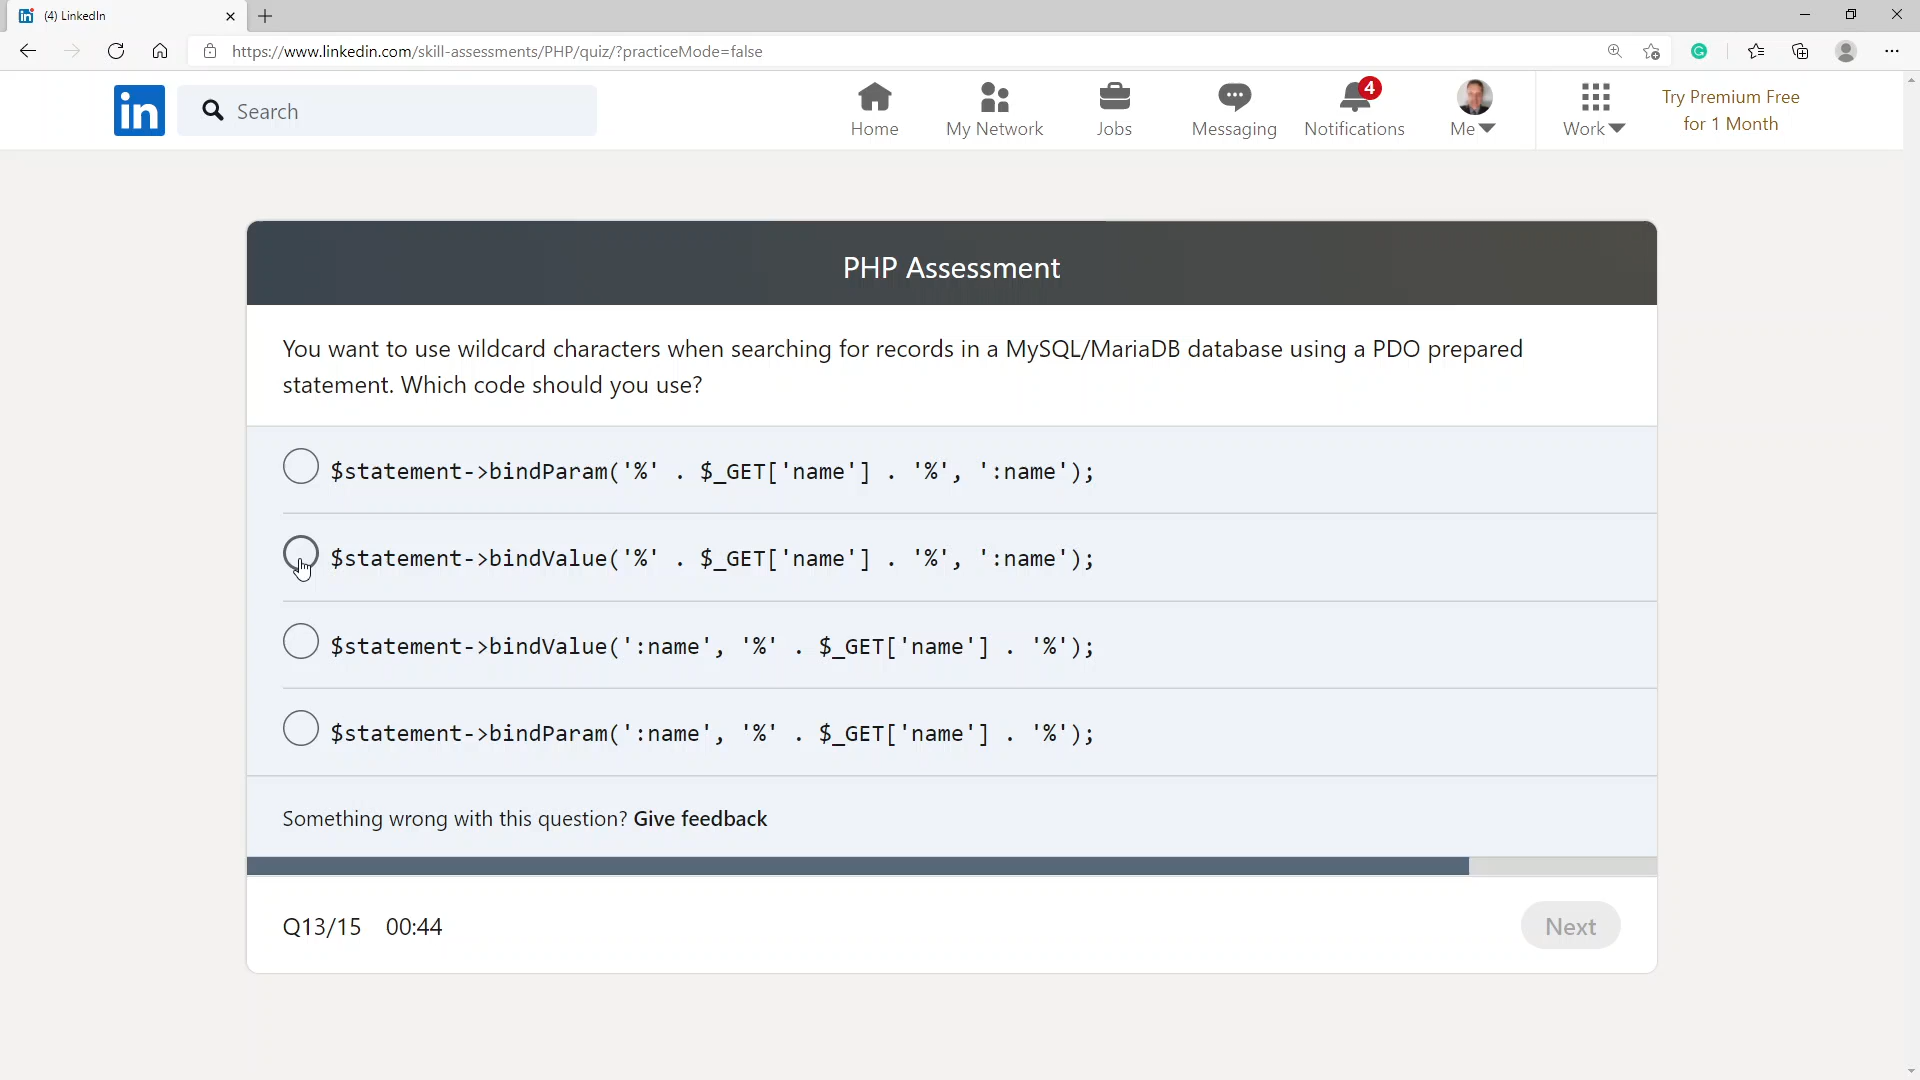 (4) LinkedIn
https://www.linkedin.com/skill-assessments/PHP/quiz/?practiceMode=false
in
Search
Home
My Network
Jobs
Messaging
4
Notifications
Me
Work
Try Premium Free
for 1 Month
PHP Assessment
You want to use wildcard characters when searching for records in a MySQL/MariaDB database using a PDO prepared
statement. Which code should you use?
$statement->bindParam('%' . $_GET['name'] . '%', ':name');
$statement->bindValue('%' . $_GET['name'] . '%', ':name');
$statement->bindValue(':name', '%' . $_GET['name'] . '%');
$statement->bindParam(':name', '%' . $_GET['name'] . '%');
Something wrong with this question? Give feedback
Q13/15 00:44
Next